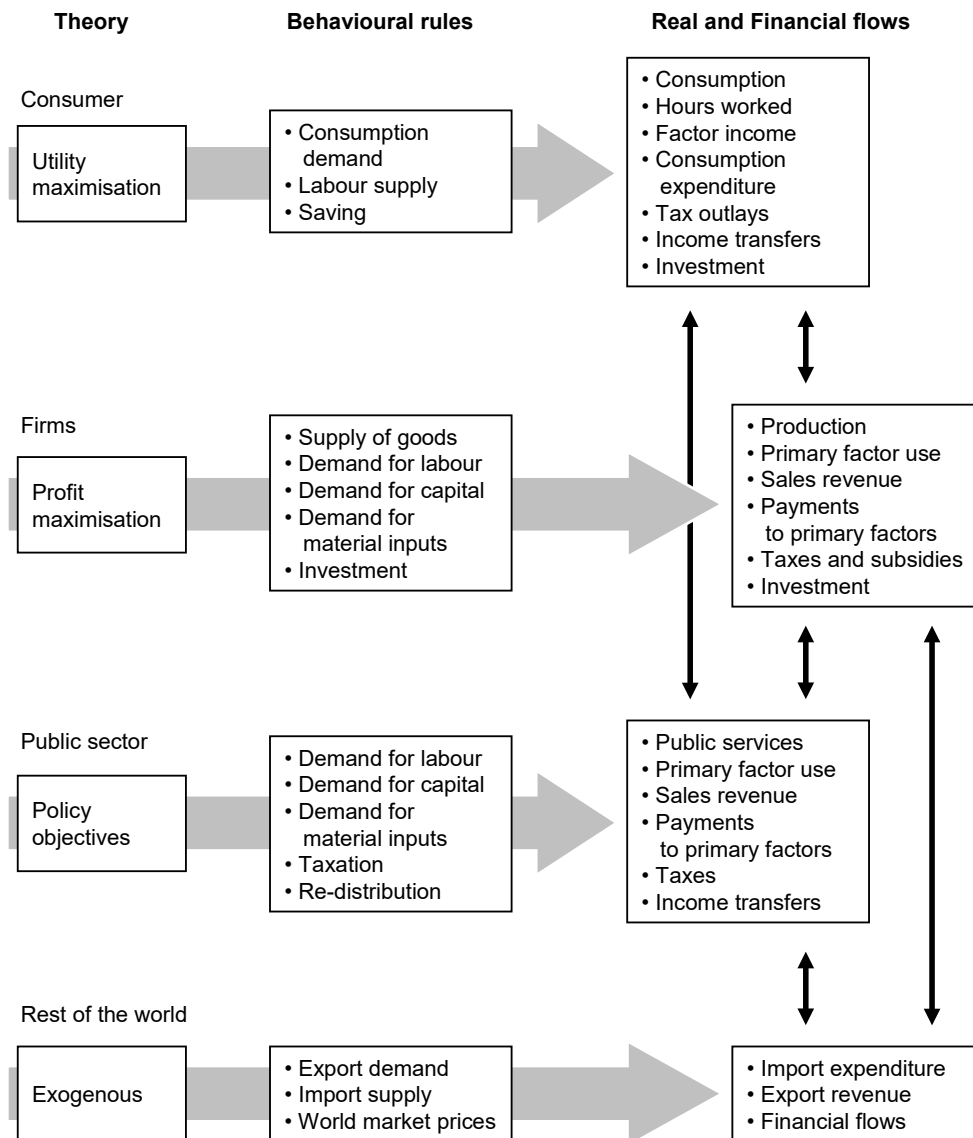 Theory
Behavioural rules
Real and Financial flows
Consumer
Utility
maximisation
• Consumption
demand
• Labour supply
• Saving
• Consumption
• Hours worked
• Factor income
• Consumption
expenditure
• Tax outlays
• Income transfers
• Investment
Firms
Profit
maximisation
• Supply of goods
• Demand for labour
• Demand for capital
• Demand for
material inputs
• Investment
• Production
• Primary factor use
• Sales revenue
• Payments
to primary factors
• Taxes and subsidies
• Investment
Public sector
Policy
objectives
• Demand for labour
• Demand for capital
• Demand for
material inputs
• Taxation
• Re-distribution
• Public services
• Primary factor use
• Sales revenue
• Payments
to primary factors
• Taxes
• Income transfers
Rest of the world
Exogenous
• Export demand
• Import supply
• World market prices
• Import expenditure
• Export revenue
• Financial flows